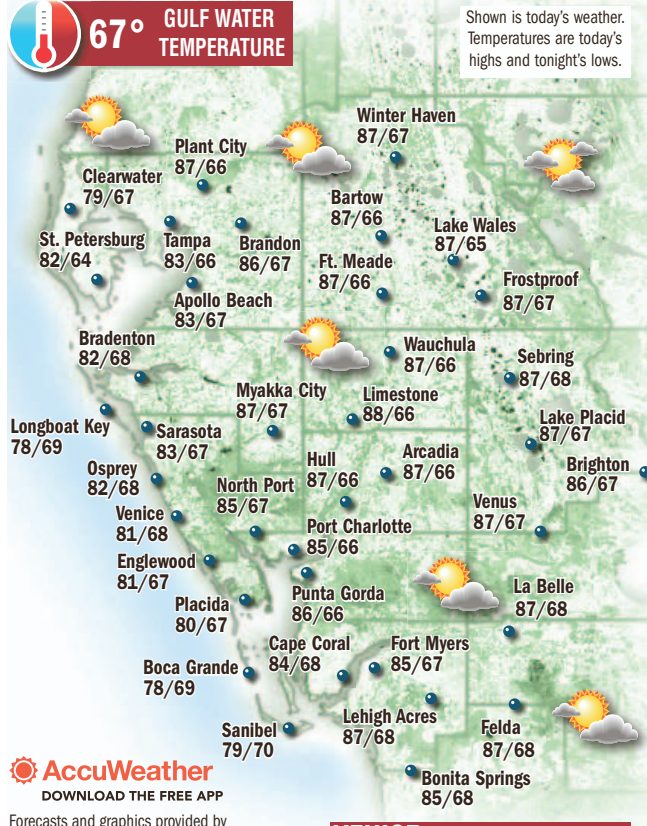 67°
GULF WATER
TEMPERATURE
Shown is today’s weather.
Temperatures are today’s
highs and tonight’s lows.
Winter Haven
87/67
Plant City
87/66
Clearwater
79/67
Bartow
87/66
Lake Wales
87/65
St. Petersburg
82/64
Tampa
83/66
Brandon
86/67
Ft. Meade
87/66
Frostproof
87/67
Apollo Beach
83/67
Bradenton
82/68
Wauchula
87/66
Sebring
87/68
Myakka City
87/67
Limestone
88/66
Longboat Key
78/69
Sarasota
83/67
Lake Placid
87/67
Osprey
82/68
Hull
87/66
Arcadia
87/66
Brighton
86/67
North Port
85/67
Venus
87/67
Venice
81/68
Port Charlotte
85/66
Englewood
81/67
Punta Gorda
86/66
La Belle
87/68
Placida
80/67
Cape Coral
84/68
Fort Myers
85/67
Boca Grande
78/69
Lehigh Acres
87/68
Felda
87/68
Sanibel
79/70
Bonita Springs
85/68
AccuWeather
DOWNLOAD THE FREE APP
Forecasts and graphics provided by